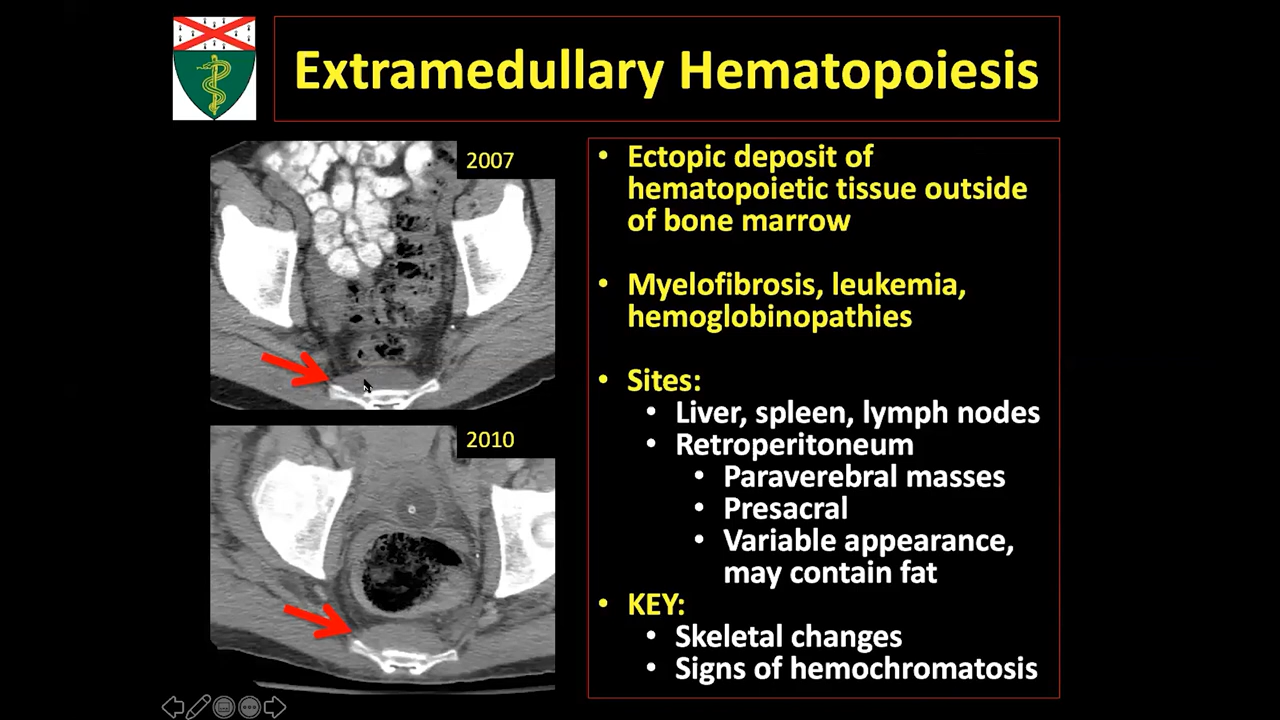 Extramedullary Hematopoiesis
2007
2010
• Ectopic deposit of
hematopoietic tissue outside
of bone marrow
• Myelofibrosis, leukemia,
hemoglobinopathies
• Sites:
• Liver, spleen, lymph nodes
• Retroperitoneum
• Paraverebral masses
• Presacral
• Variable appearance,
may contain fat
• KEY:
• Skeletal changes
• Signs of hemochromatosis